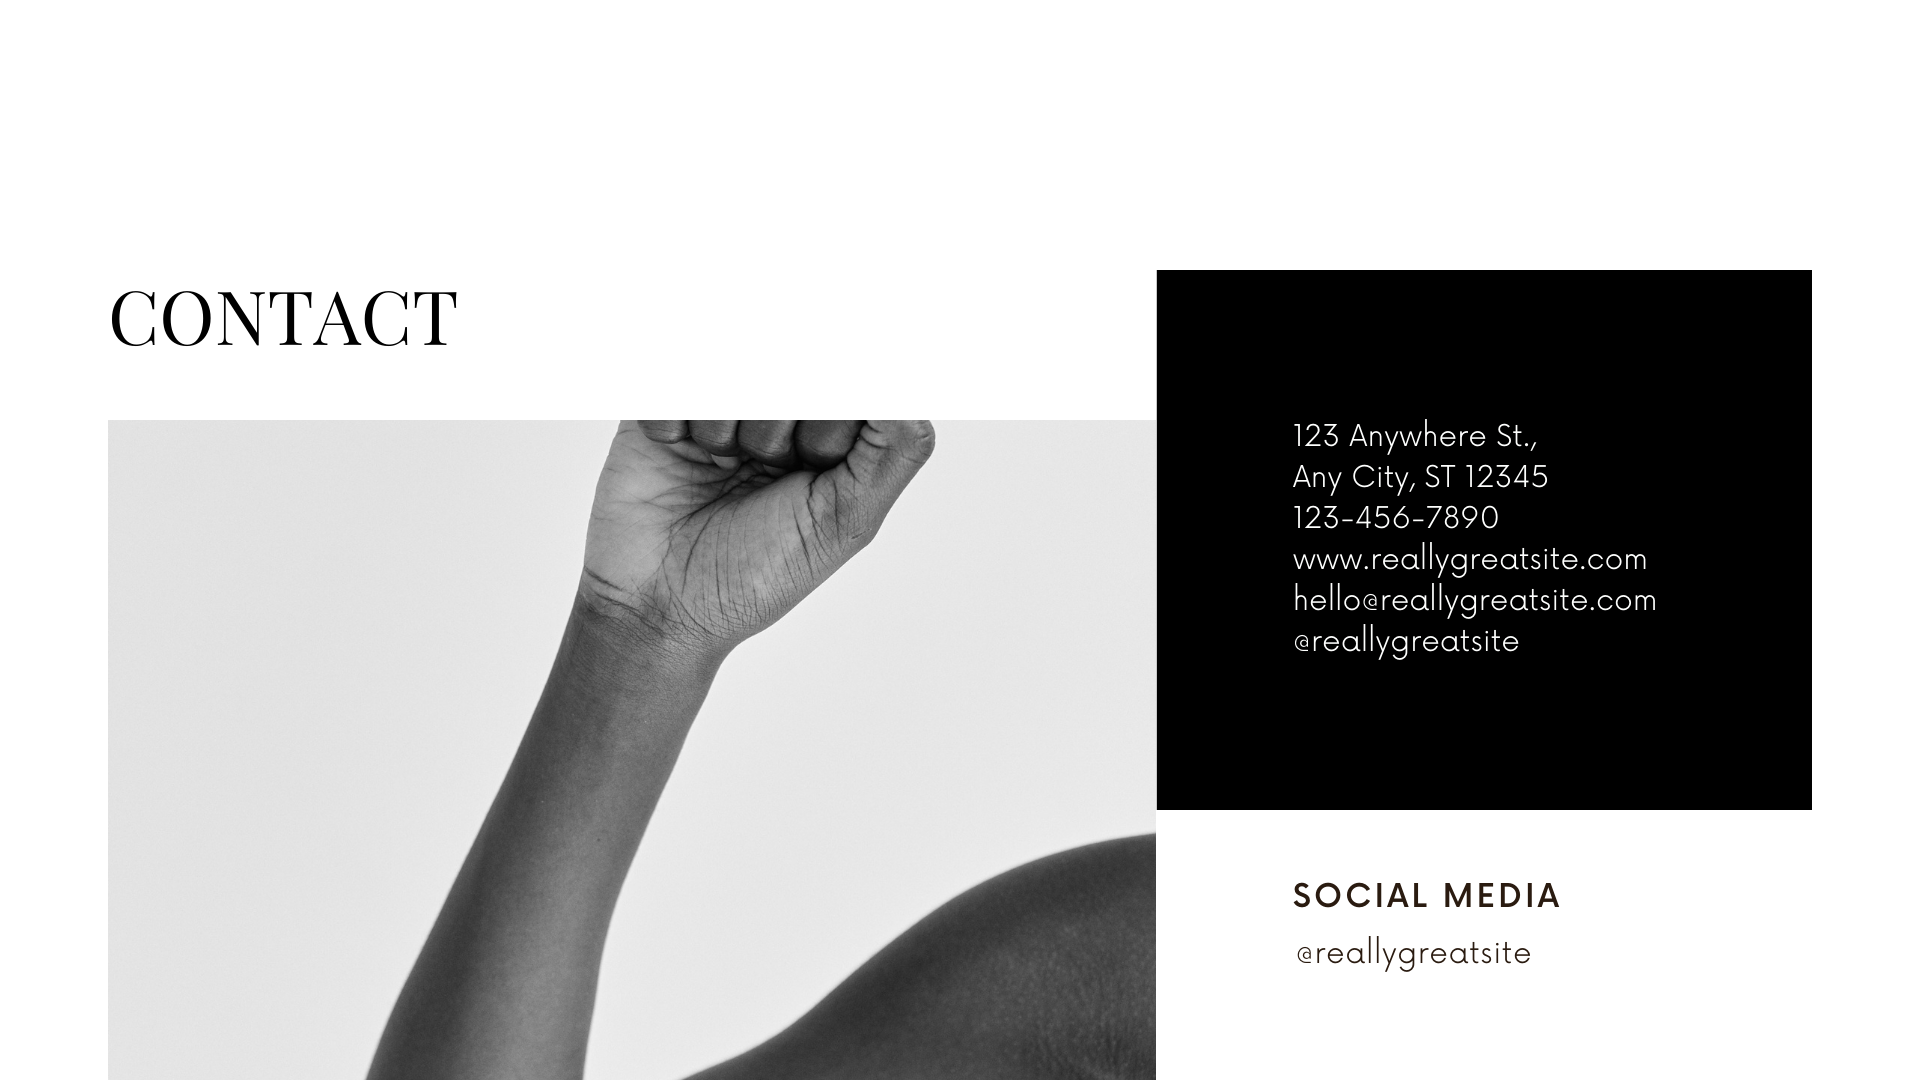 CONTACT
123 Anywhere St.,
Any City, ST 12345
123-456-7890
www.reallygreatsite.com
hello@reallygreatsite.com
@reallygreatsite
SOCIAL MEDIA
@reallygreatsite